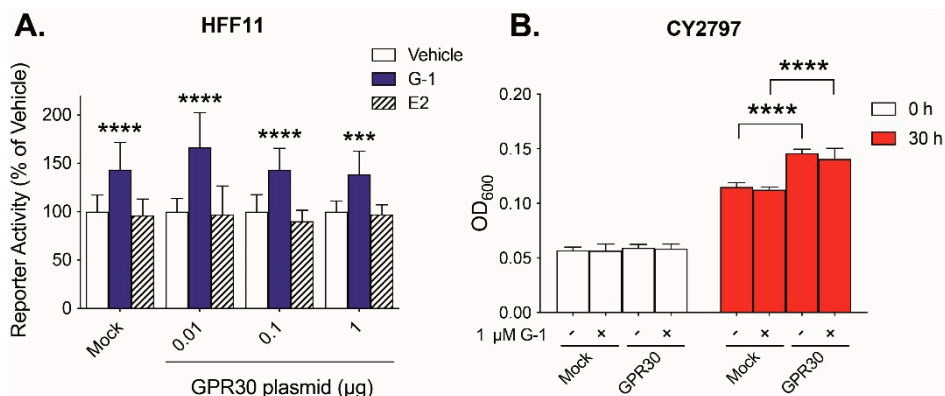 A.
HFF11
Vehicle
G-1
E2
Reporter Activity (% of Vehicle)
200
150
100
50
0
****
****
****
***
Mock
0.01
0.1
1
GPR30 plasmid (µg)
B.
CY2797
0 h
30 h
OD600
0.20
0.15
0.10
0.05
0.00
****
****
1 µM G-1
- + - + - + - +
Mock GPR30 Mock GPR30